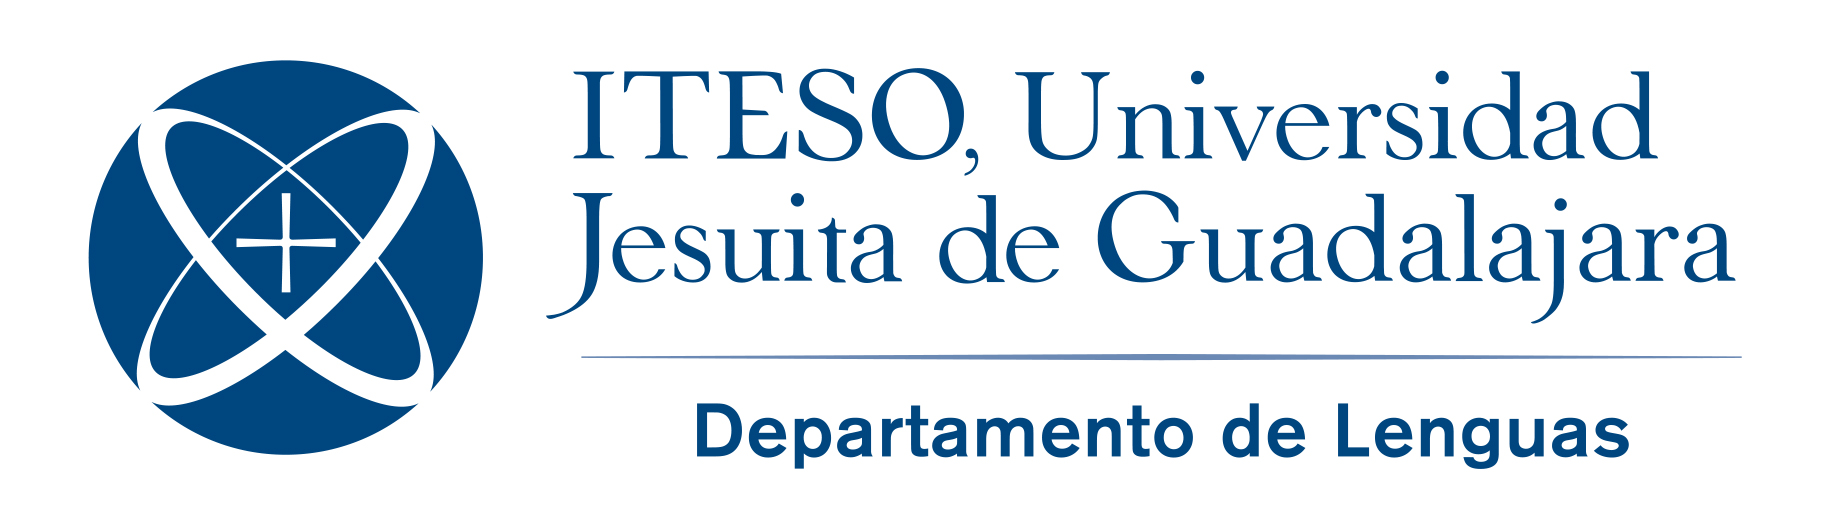 ITESO, Universidad
Jesuita de Guadalajara
Departamento de Lenguas